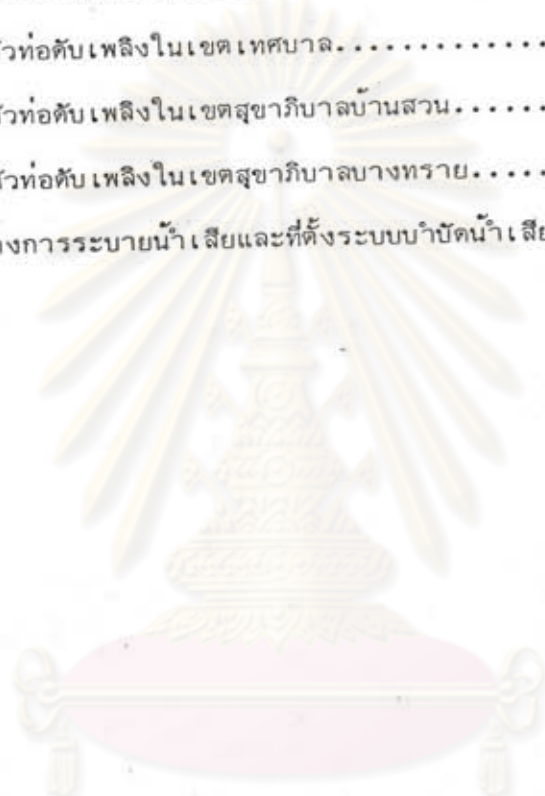 วท่อดับเพลิงในเขตเทศบาล..............
วท่อดับเพลิงในเขตสุขาภิบาลบ้านสวน......
วท่อดับเพลิงในเขตสุขาภิบาลบางทราย.....
งการระบายน้ำเสียและที่ตั้งระบบบำบัดน้ำเสีย